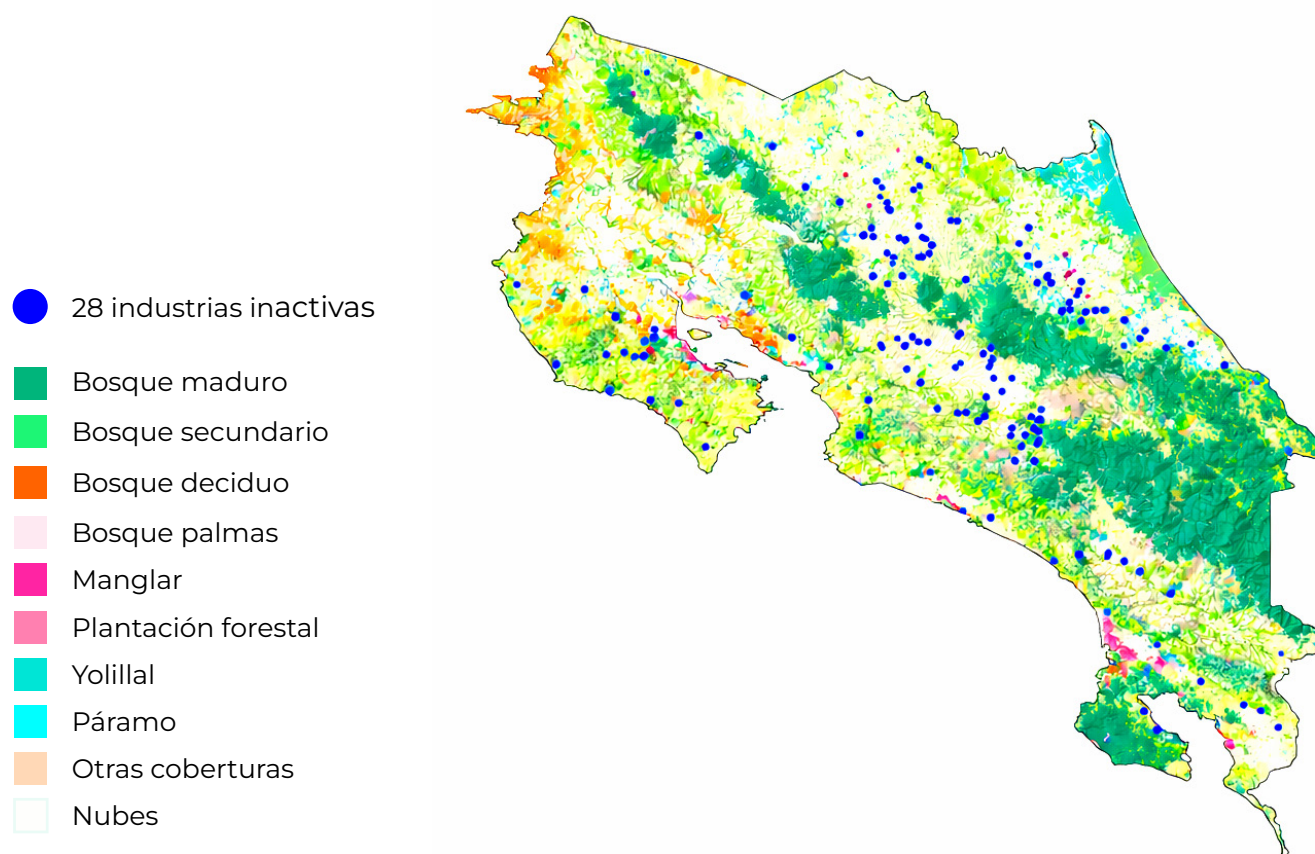 28 industrias inactivas
Bosque maduro
Bosque secundario
Bosque deciduo
Bosque palmas
Manglar
Plantación forestal
Yolillal
Páramo
Otras coberturas
Nubes